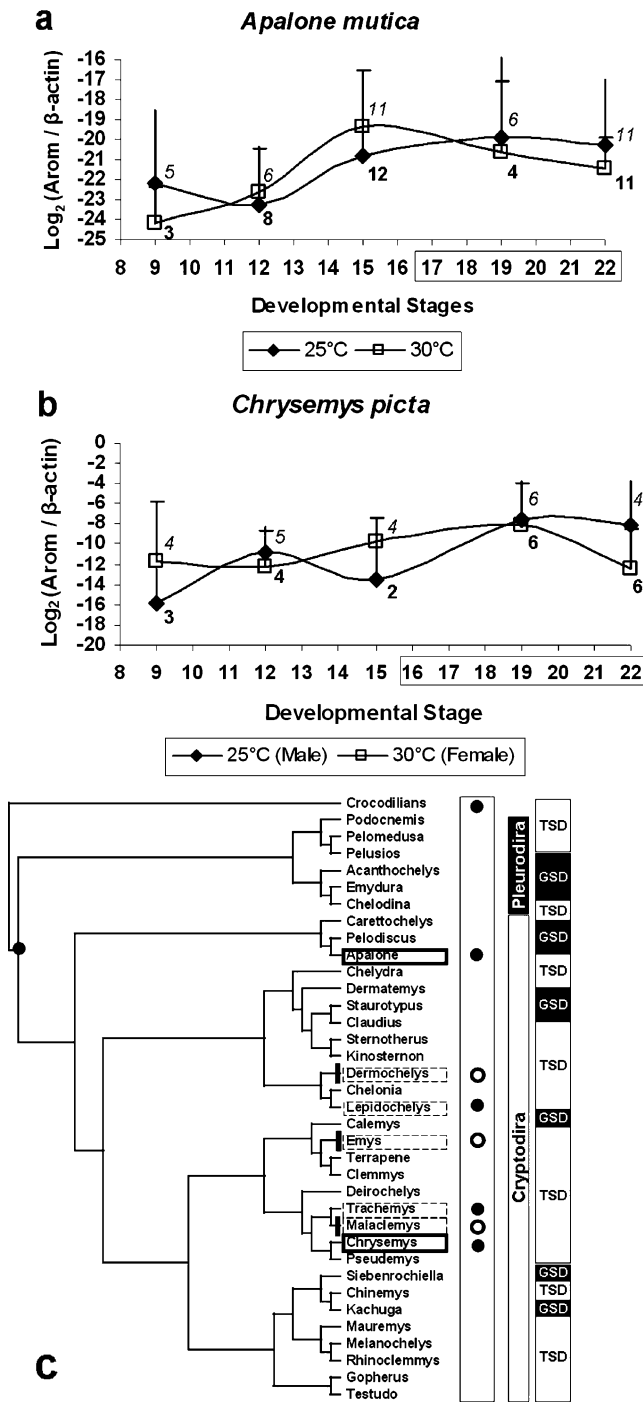 a
Apalone mutica
Log2 (Arom / β-actin)
-16
-17
-18
-19
-20
-21
-22
-23
-24
-25
5
3
6
8
11
12
6
4
11
11
8 9 10 11 12 13 14 15 16 17 18 19 20 21 22
Developmental Stages
25°C 30°C
b
Chrysemys picta
Log2 (Arom / β-actin)
0
-2
-4
-6
-8
-10
-12
-14
-16
-18
-20
4
3
5
4
4
2
6
6
4
6
8 9 10 11 12 13 14 15 16 17 18 19 20 21 22
Developmental Stage
25°C (Male) 30°C (Female)
Crocodilians
Podocnemis
Pelomedusa
Pelusios
Acanthochelys
Emydura
Chelodina
Carettochelys
Pelodiscus
Apalone
Chelydra
Dermatemys
Staurotypus
Claudius
Sternotherus
Kinosternon
Dermochelys
Chelonia
Lepidochelys
Calemys
Emys
Terrapene
Clemmys
Deirochelys
Trachemys
Malaclemys
Chrysemys
Pseudemys
Siebenrochiella
Chinemys
Kachuga
Mauremys
Melanochelys
Rhinoclemmys
Gopherus
Testudo
Pleurodira
Cryptodira
TSD
GSD
TSD
GSD
TSD
GSD
TSD
GSD
TSD
GSD
TSD
GSD
TSD
c